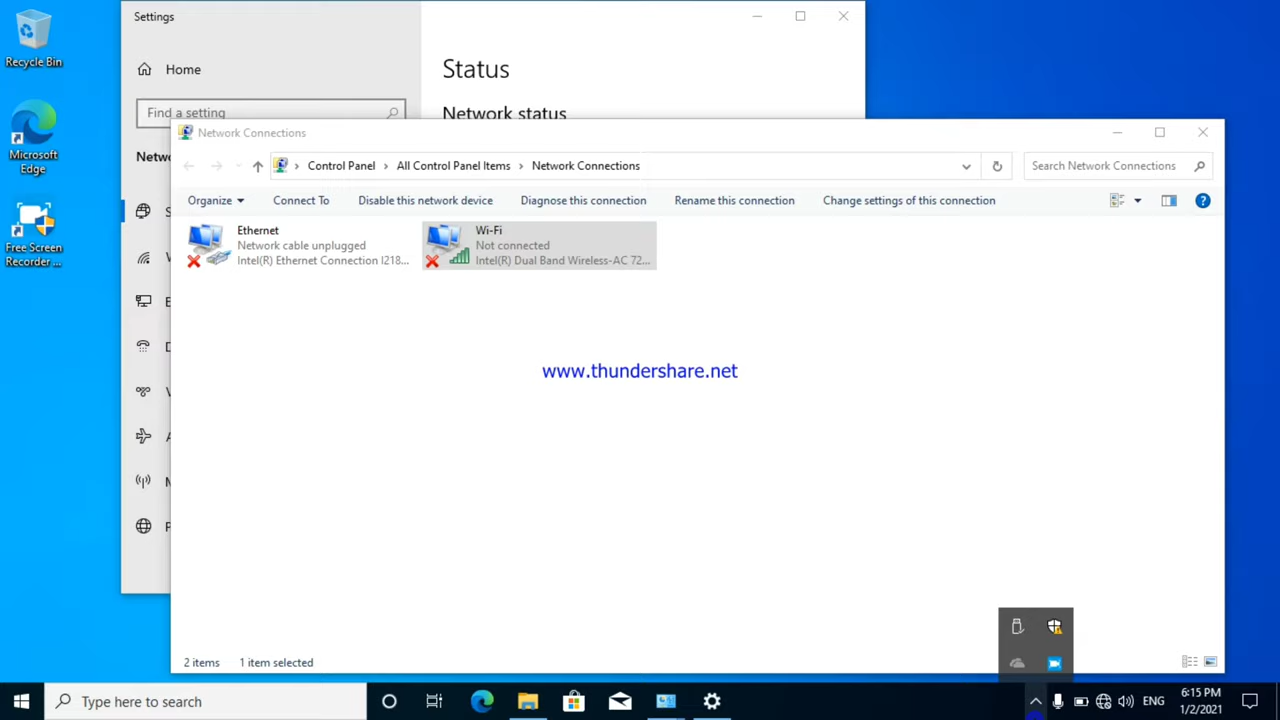 Recycle Bin
Microsoft
Edge
Free Screen
Recorder ...
Settings
Home
Find a setting
Netw
Status
Network status
Network Connections
Control Panel
All Control Panel Items
Network Connections
Search Network Connections
Organize
Connect To
Disable this network device
Diagnose this connection
Rename this connection
Change settings of this connection
Ethernet
Network cable unplugged
Intel(R) Ethernet Connection I218...
Wi-Fi
Not connected
Intel(R) Dual Band Wireless-AC 72...
www.thundershare.net
2 items
1 item selected
Type here to search
ENG
6:15 PM
1/2/2021